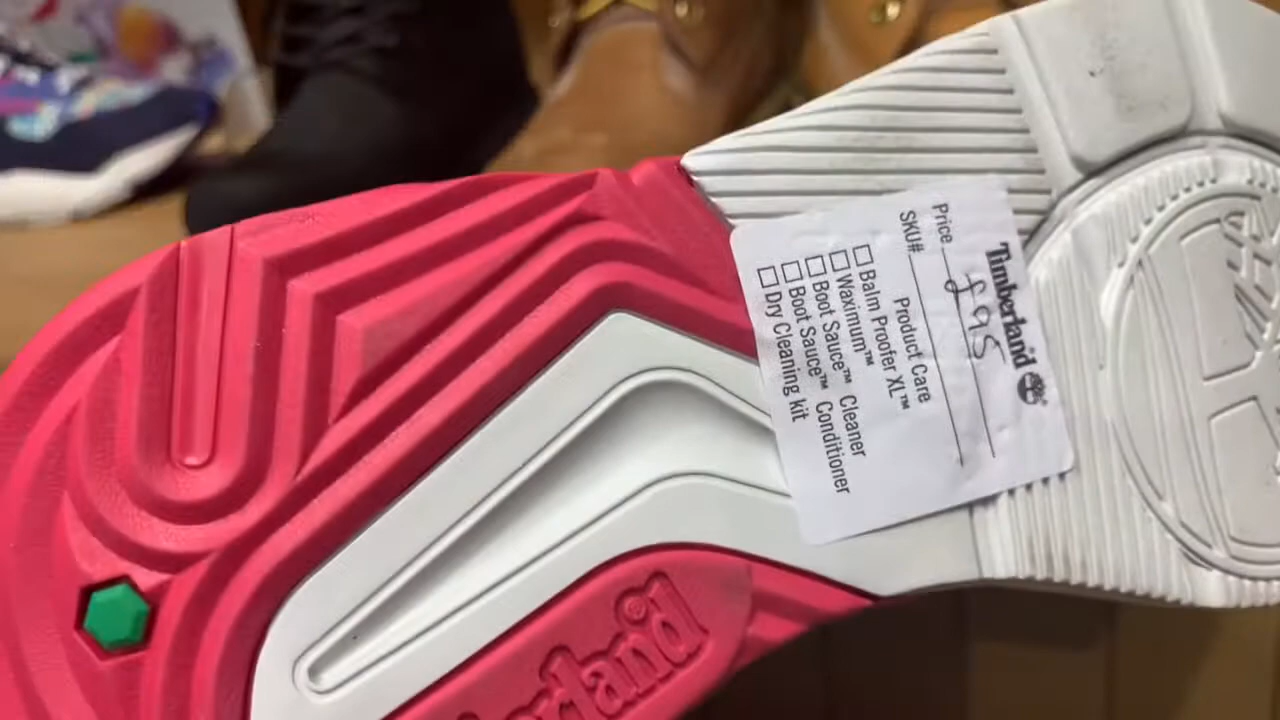 Timberland®
Price £95
SKU#
Product Care
Balm Proofer XL™
Waximum™
Boot Sauce™ Cleaner
Boot Sauce™ Conditioner
Dry Cleaning kit
erland®